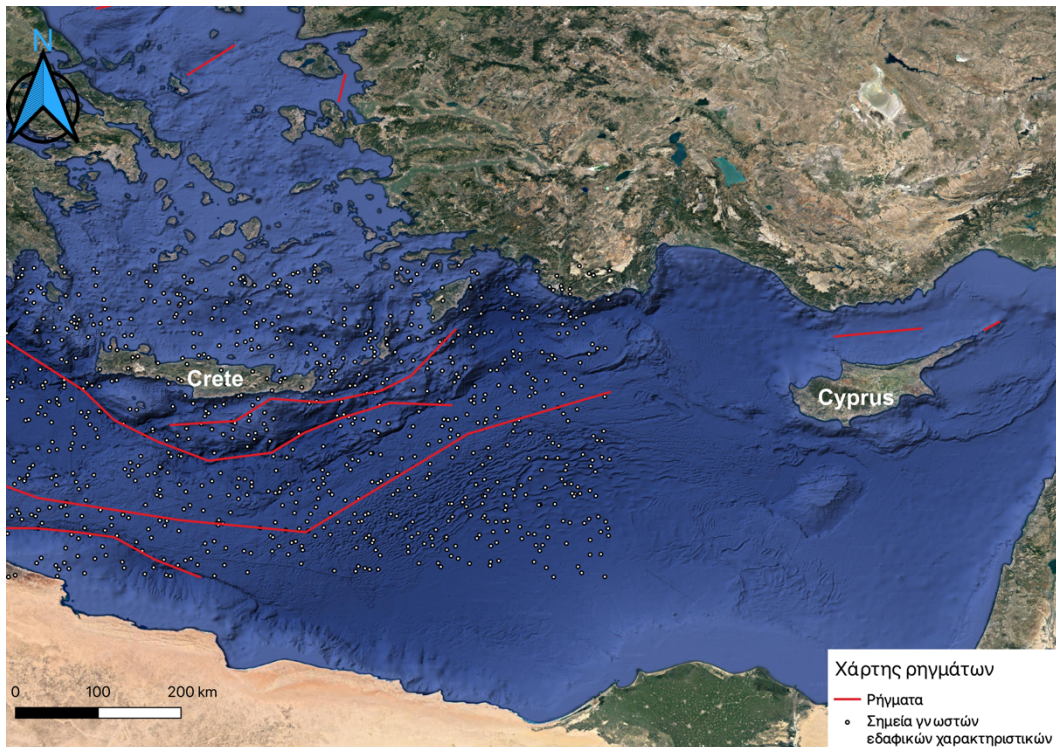 N
Crete
Cyprus
0 100 200 km
Χάρτης ρηγμάτων
Ρήγματα
Σημεία γνωστών
εδαφικών χαρακτηριστικών